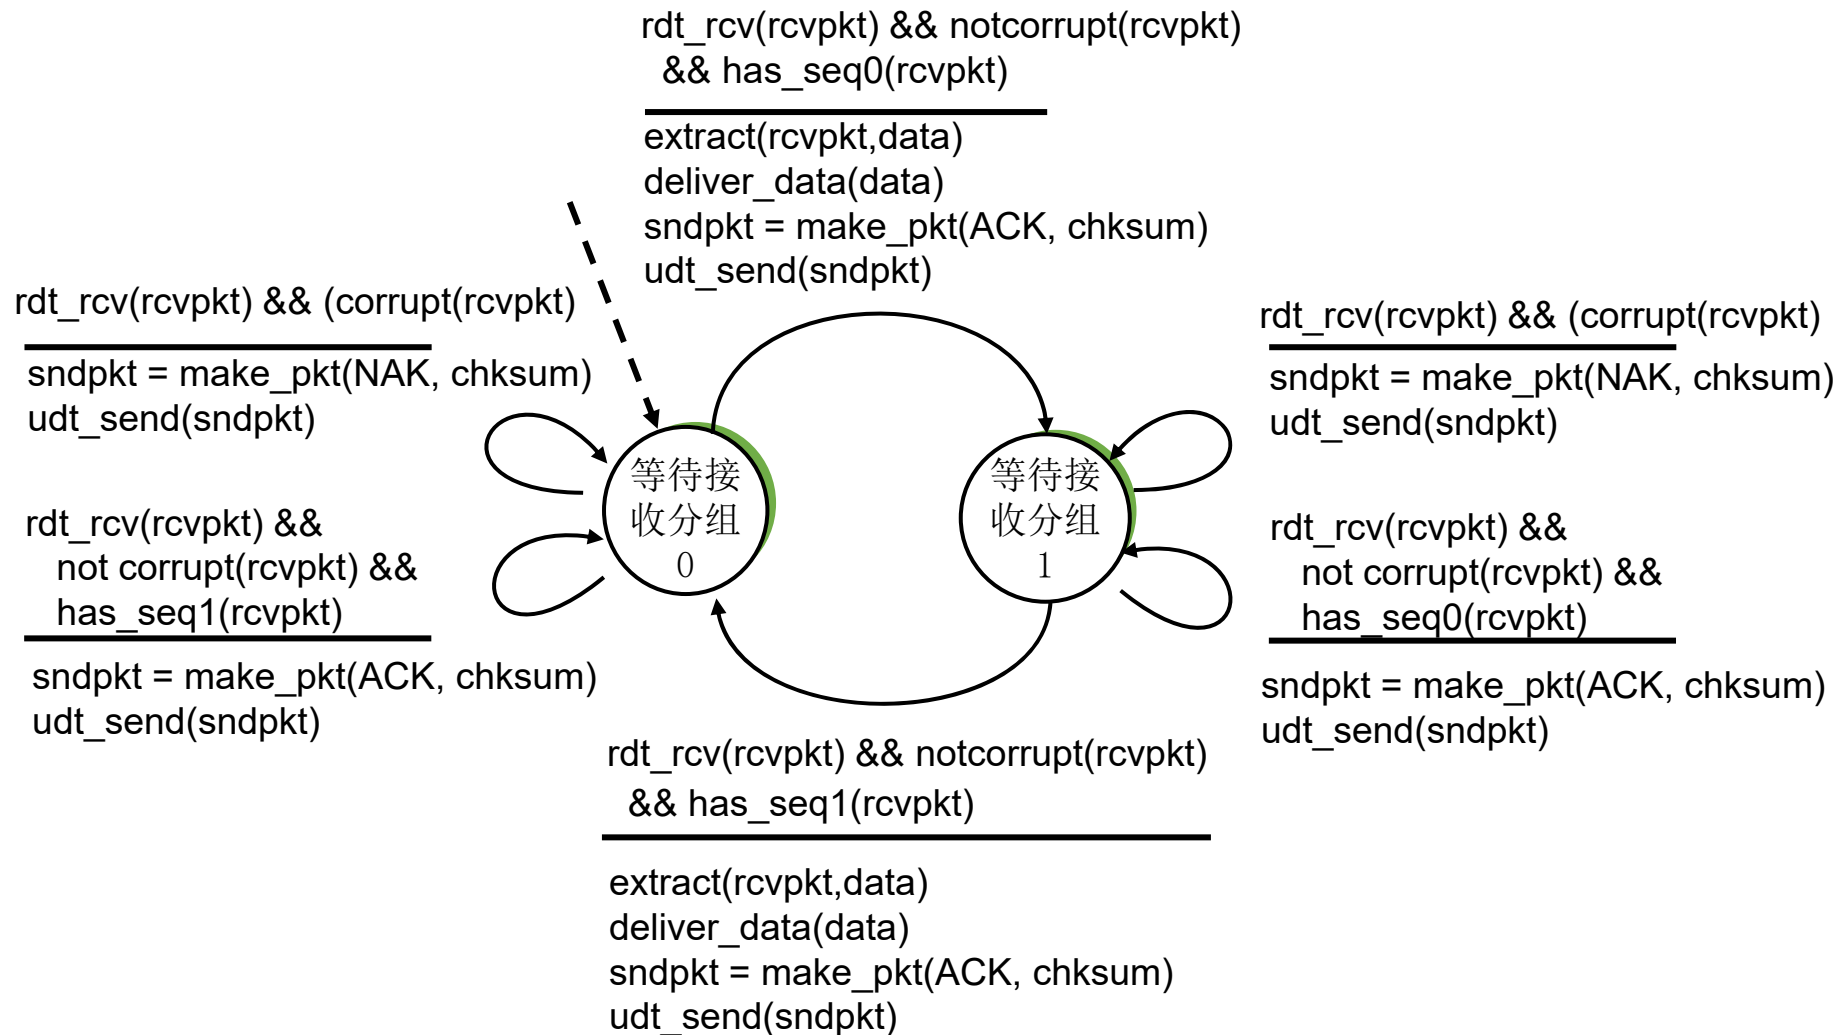 rdt_rcv(rcvpkt) && notcorrupt(rcvpkt)
&& has_seq0(rcvpkt)
extract(rcvpkt,data)
deliver_data(data)
sndpkt = make_pkt(ACK, chksum)
udt_send(sndpkt)
rdt_rcv(rcvpkt) && (corrupt(rcvpkt)
sndpkt = make_pkt(NAK, chksum)
udt_send(sndpkt)
rdt_rcv(rcvpkt) &&
not corrupt(rcvpkt) &&
has_seq1(rcvpkt)
sndpkt = make_pkt(ACK, chksum)
udt_send(sndpkt)
等待接
收分组
0
等待接
收分组
1
rdt_rcv(rcvpkt) && (corrupt(rcvpkt)
sndpkt = make_pkt(NAK, chksum)
udt_send(sndpkt)
rdt_rcv(rcvpkt) &&
not corrupt(rcvpkt) &&
has_seq0(rcvpkt)
sndpkt = make_pkt(ACK, chksum)
udt_send(sndpkt)
rdt_rcv(rcvpkt) && notcorrupt(rcvpkt)
&& has_seq1(rcvpkt)
extract(rcvpkt,data)
deliver_data(data)
sndpkt = make_pkt(ACK, chksum)
udt_send(sndpkt)